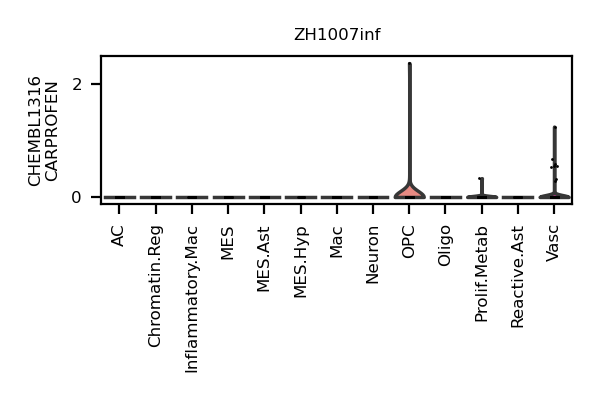 ZH1007inf
CHEMBL1316
CARPROFEN
2
0
AC
Chromatin.Reg
Inflammatory.Mac
MES
MES.Ast
MES.Hyp
Mac
Neuron
OPC
Oligo
Prolif.Metab
Reactive.Ast
Vasc